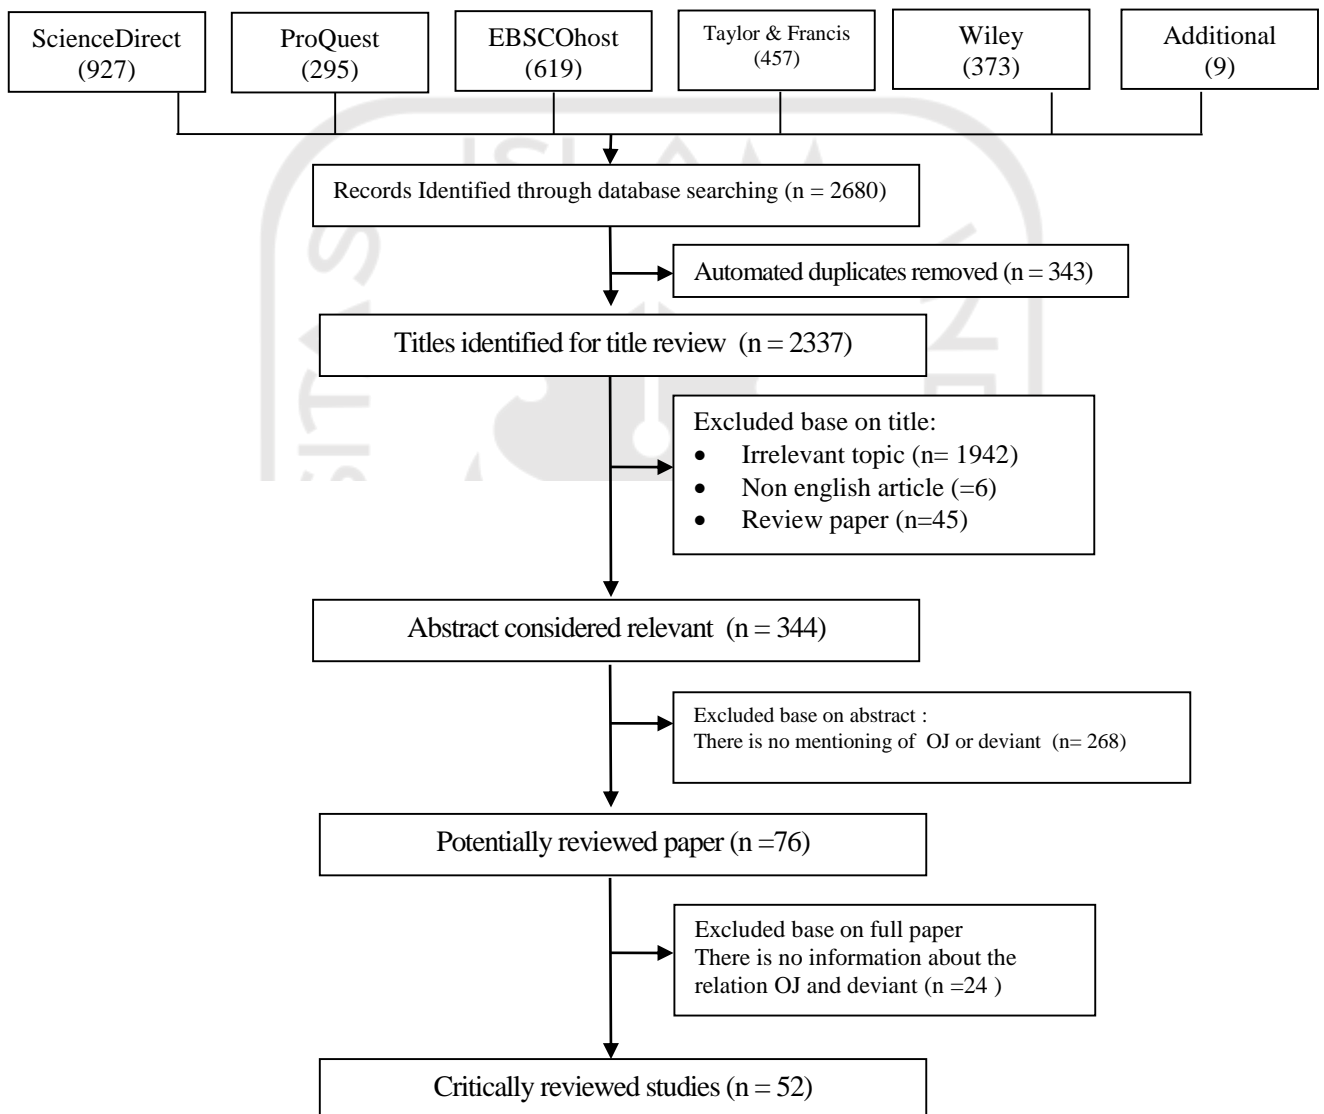 ScienceDirect
(927)
ProQuest
(295)
EBSCOhost
(619)
Taylor & Francis
(457)
Wiley
(373)
Additional
(9)
ISLAM
SITAS
Records Identified through database searching (n = 2680)
Automated duplicates removed (n = 343)
Titles identified for title review (n = 2337)
Excluded base on title:
• Irrelevant topic (n= 1942)
• Non english article (=6)
• Review paper (n=45)
Abstract considered relevant (n = 344)
Excluded base on abstract :
There is no mentioning of OJ or deviant (n= 268)
Potentially reviewed paper (n =76)
Excluded base on full paper
There is no information about the
relation OJ and deviant (n =24 )
Critically reviewed studies (n = 52)